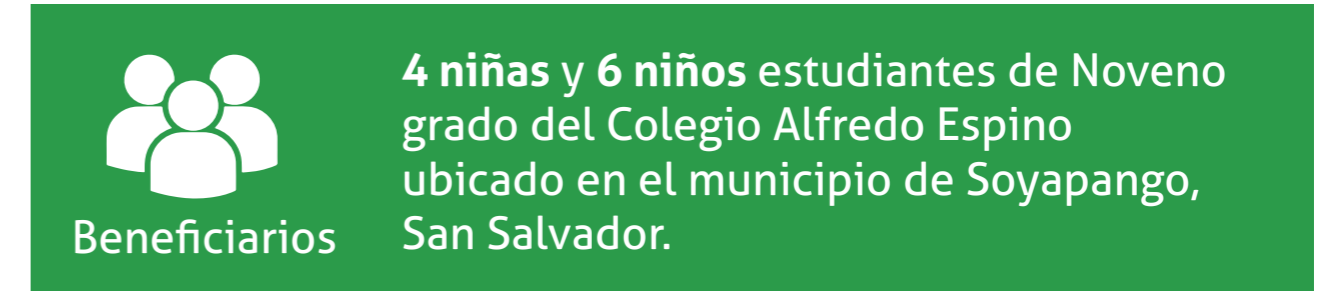 Beneficiarios
4 niñas y 6 niños estudiantes de Noveno
grado del Colegio Alfredo Espino
ubicado en el municipio de Soyapango,
San Salvador.